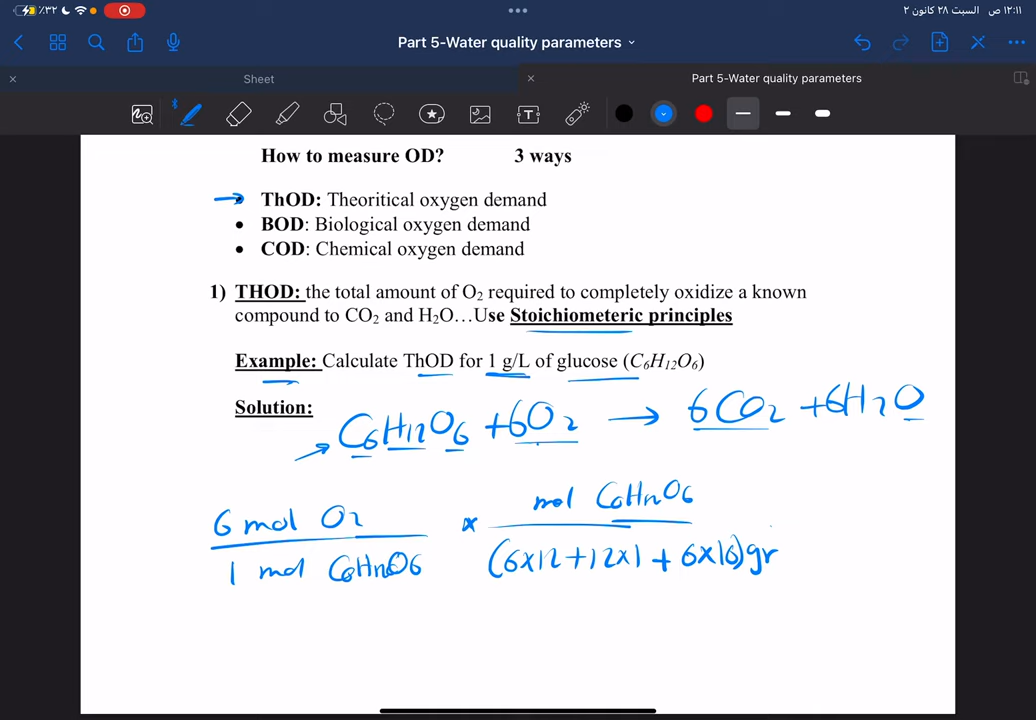 ٪٣٢ ١٢:١١ ص السبت ٢٨ كانون ٢
Part 5-Water quality parameters
Sheet
Part 5-Water quality parameters
How to measure OD? 3 ways
ThOD: Theoritical oxygen demand
• BOD: Biological oxygen demand
• COD: Chemical oxygen demand
1) THOD: the total amount of O₂ required to completely oxidize a known
compound to CO₂ and H₂O…Use Stoichiometeric principles
Example: Calculate ThOD for 1 g/L of glucose (C₆H₁₂O₆)
Solution:
C₆H₁₂O₆ + 6O₂ → 6CO₂ + 6H₂O
6 mol O₂ × mol C₆H₁₂O₆
1 mol C₆H₁₂O₆ (6×12+12×1+6×16)gr